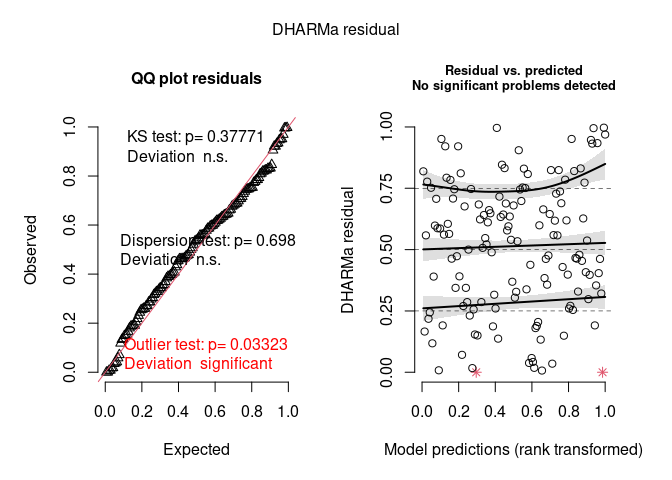 DHARMa residual
QQ plot residuals
KS test: p= 0.37771
Deviation n.s.
Dispersion test: p= 0.698
Deviation n.s.
Outlier test: p= 0.03323
Deviation significant
Observed
0.0 0.2 0.4 0.6 0.8 1.0
0.0 0.2 0.4 0.6 0.8 1.0
Expected
Residual vs. predicted
No significant problems detected
DHARMa residual
0.00 0.25 0.50 0.75 1.00
0.0 0.2 0.4 0.6 0.8 1.0
Model predictions (rank transformed)